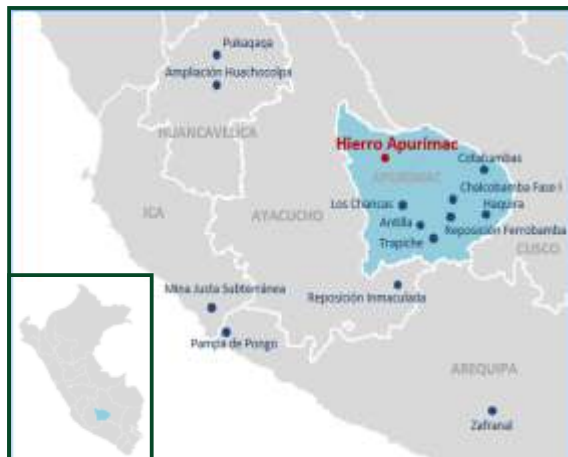 Pukaqaqa
Ampliación Huachocolpa
HUANCAVELICA
Hierro Apurímac
Cotabambas
APURIMAC
Chalcobamba Fase I
Los Chancas
Haquira
ICA
AYACUCHO
Antilla
Reposición Ferrobamba
Trapiche
CUSCO
Mina Justa Subterránea
Reposición Inmaculada
Pampa de Pongo
AREQUIPA
Zafranal